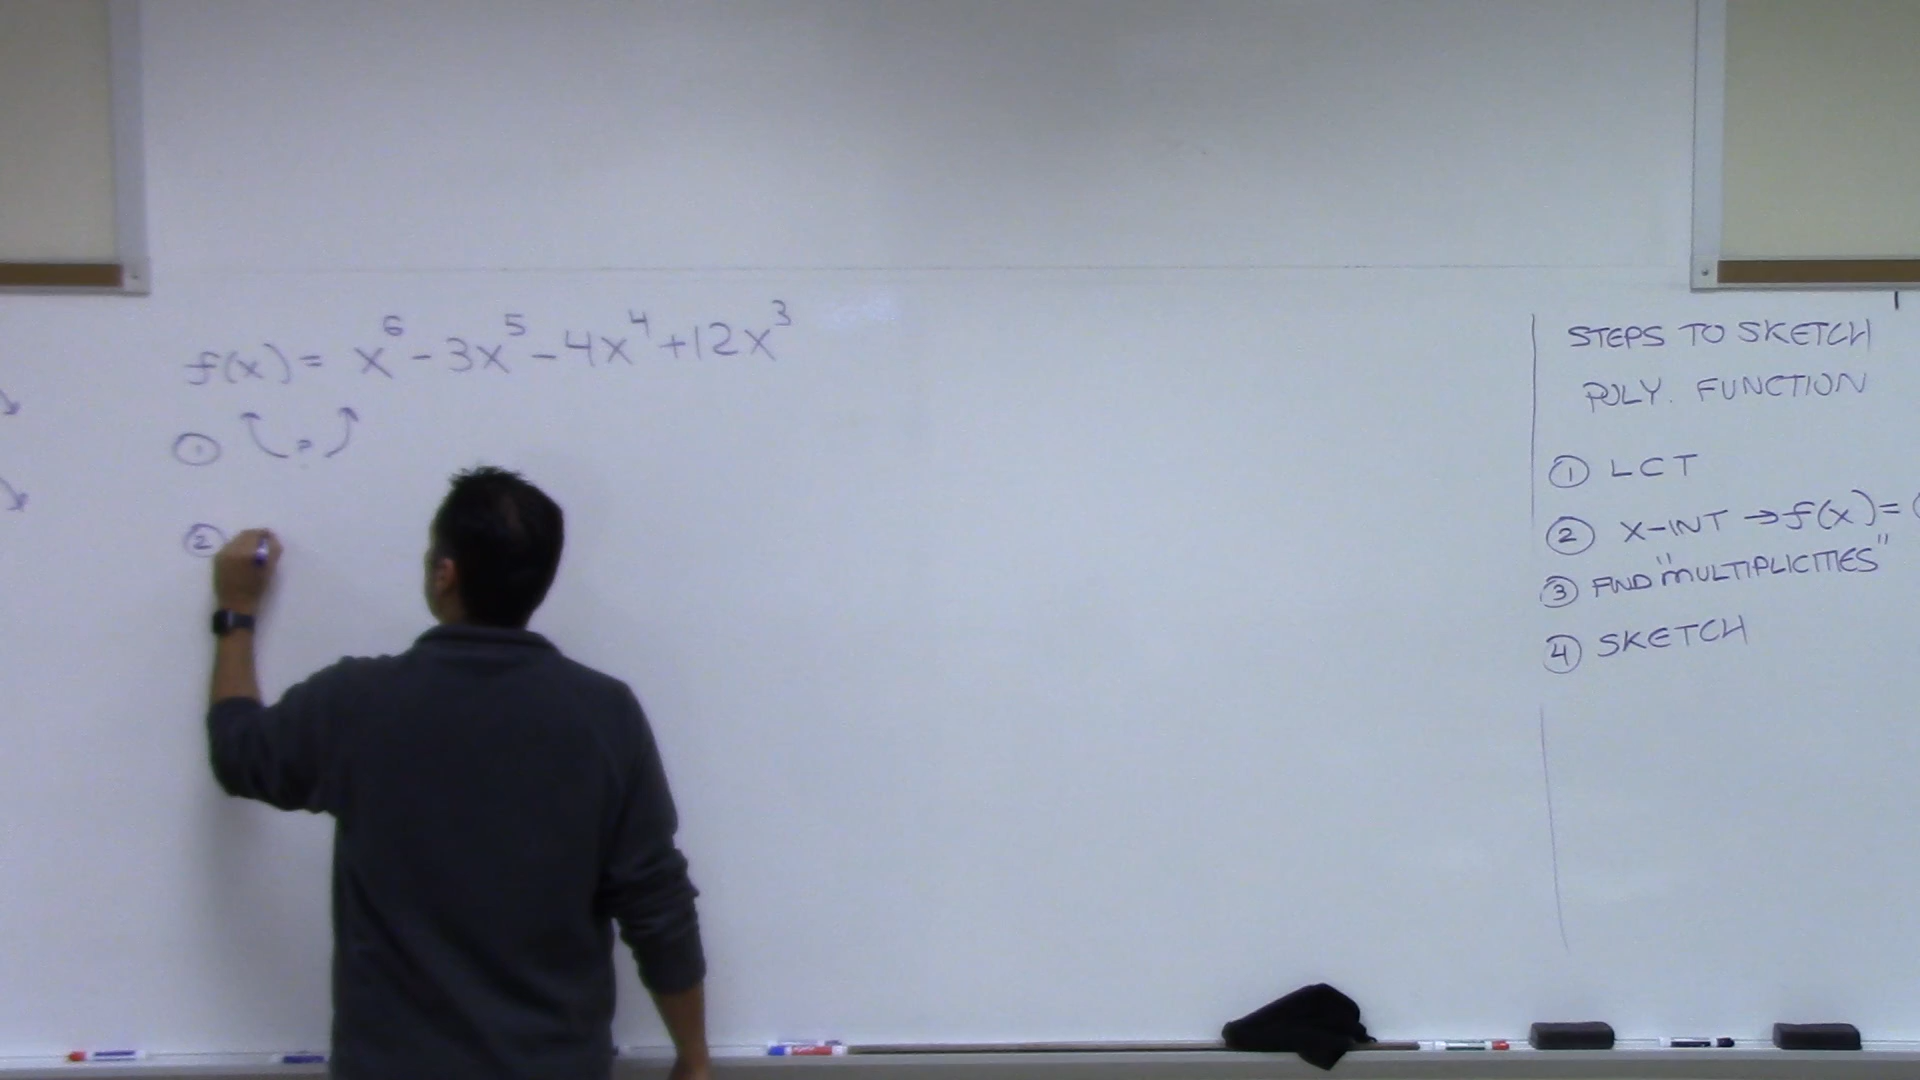 f(x) = x⁶ - 3x⁵ - 4x⁴ + 12x³
①
②
STEPS TO SKETCH
POLY. FUNCTION
① LCT
② X-INT → f(x) =
③ FIND "MULTIPLICITIES"
④ SKETCH